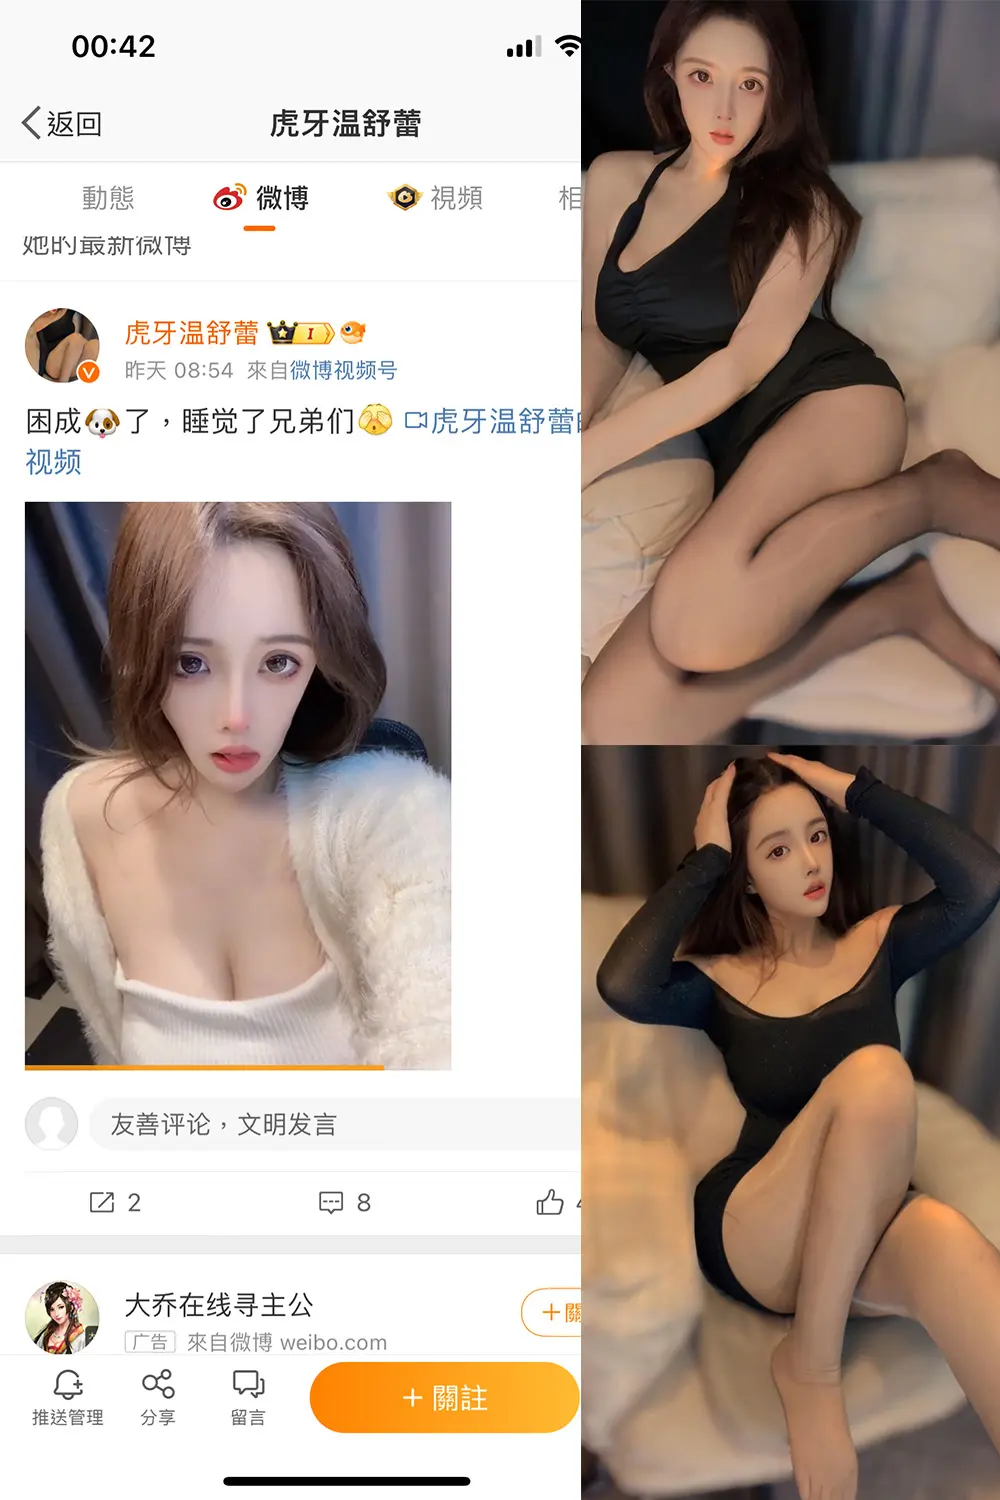 00:42
返回
虎牙温舒蕾
動態 微博 視頻 相
她的最新微博
虎牙温舒蕾 I
昨天 08:54 來自微博视频号
困成了，睡觉了兄弟们 虎牙温舒蕾的
视频
友善评论，文明发言
2 8 4
大乔在线寻主公
广告 來自微博 weibo.com
+關
推送管理 分享 留言 + 關註